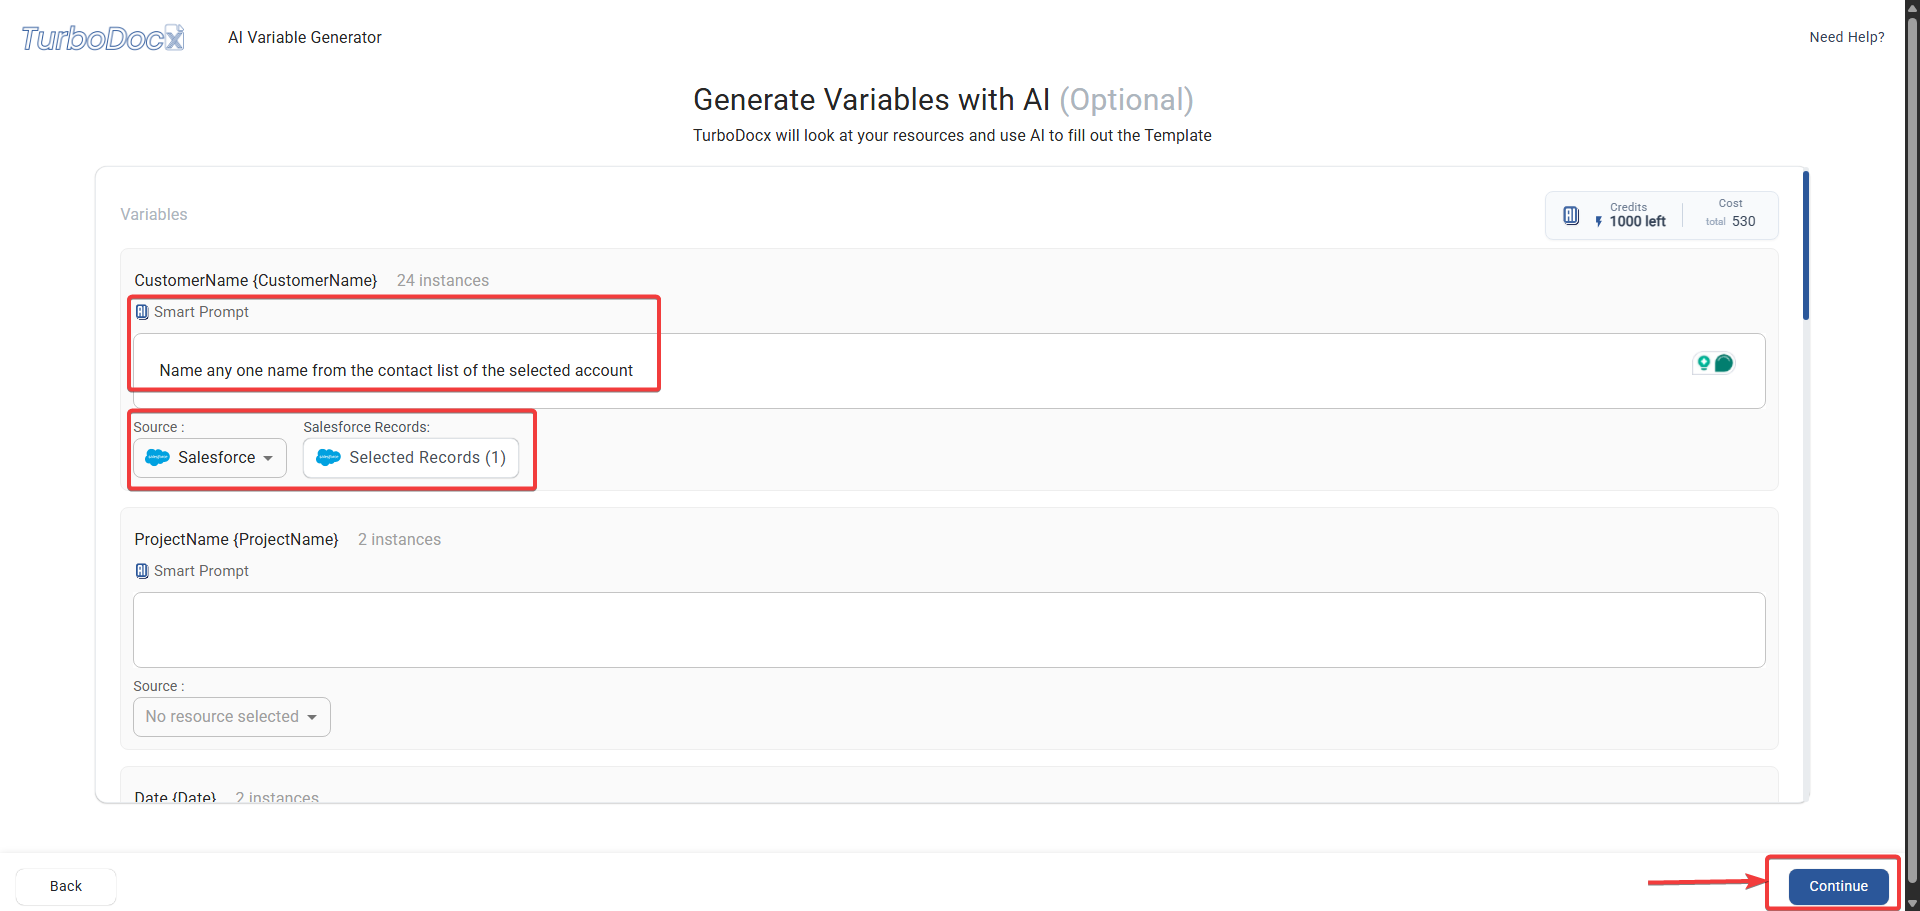 TurboDocX
AI Variable Generator
Need Help?
Generate Variables with AI (Optional)
TurboDocx will look at your resources and use AI to fill out the Template
Variables
Credits
1000 left
Cost
total 530
CustomerName {CustomerName} 24 instances
Smart Prompt
Name any one name from the contact list of the selected account
Source :
Salesforce Records:
Salesforce
Selected Records (1)
ProjectName {ProjectName} 2 instances
Smart Prompt
Source :
No resource selected
Date {Date} 2 instances
Back
Continue